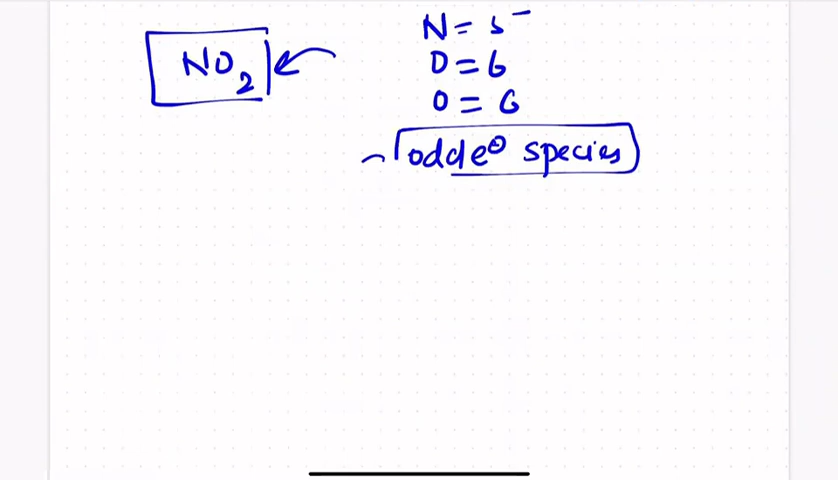 NO2
N = 5
O = 6
O = 6
odd e⊖ species